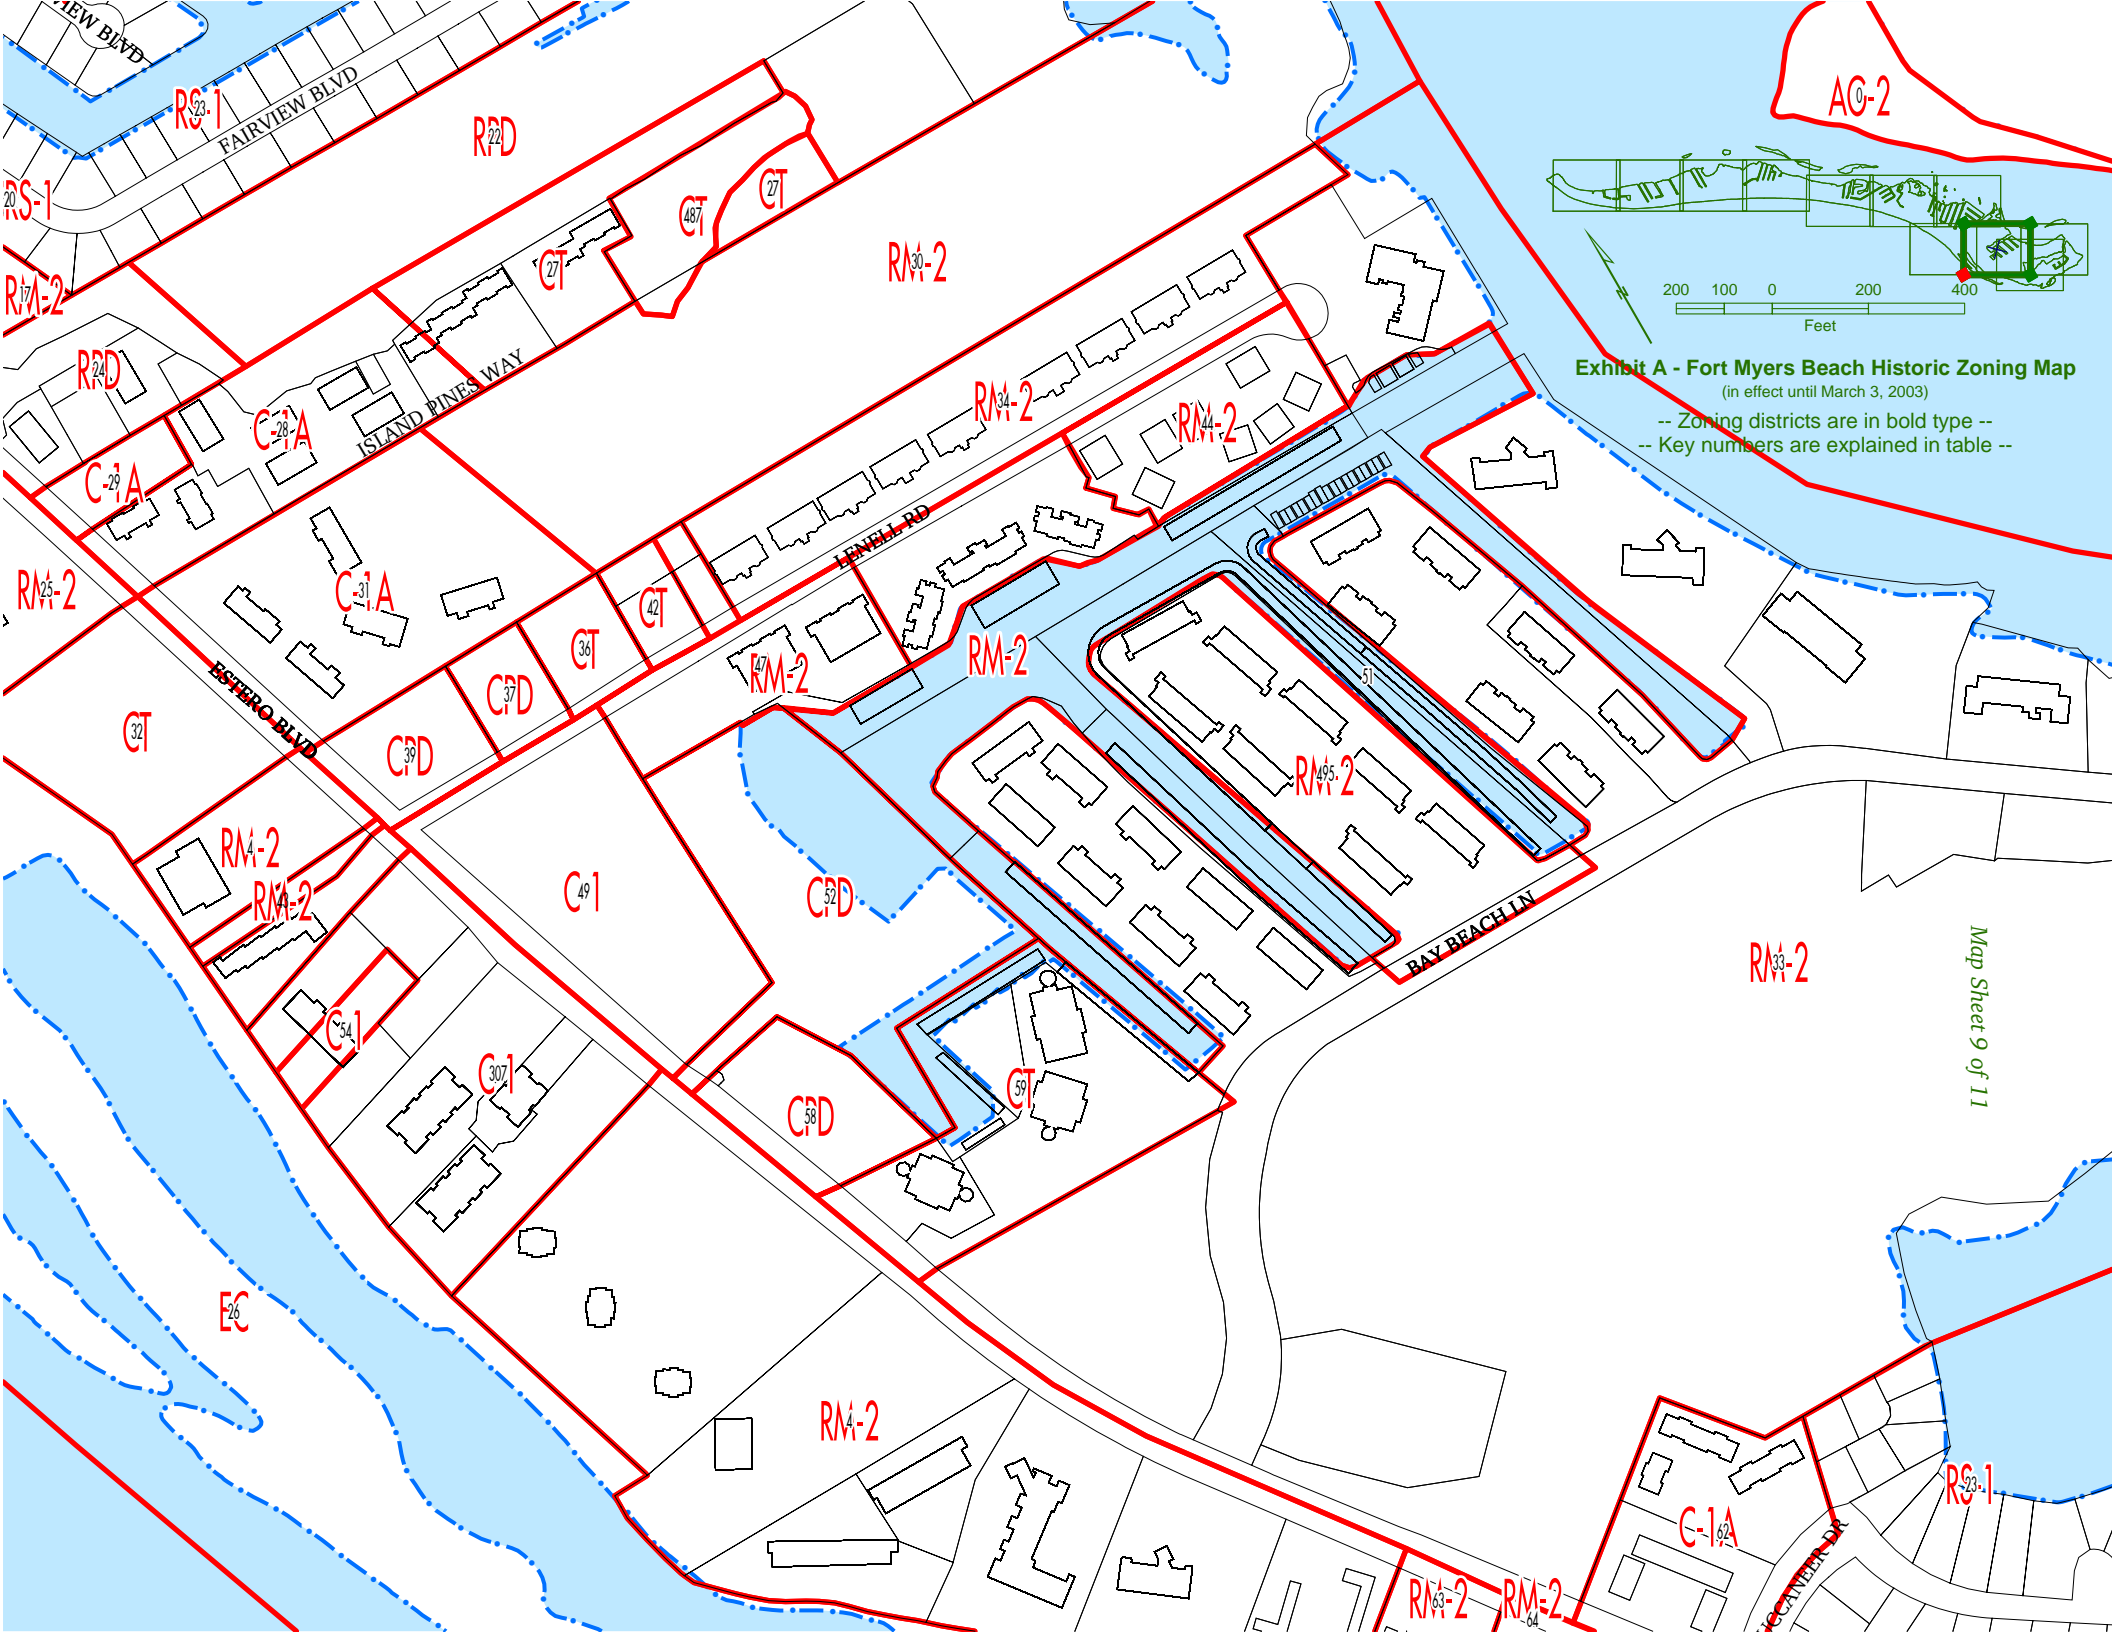 VIEW BLVD
RS-1
23
FAIRVIEW BLVD
RPD
22
AG-2
0
RS-1
20
CT
487
CT
27
RM-2
17
CT
27
RM-2
30
200 100 0 200 400
Feet
Exhibit A - Fort Myers Beach Historic Zoning Map
(in effect until March 3, 2003)
-- Zoning districts are in bold type --
-- Key numbers are explained in table --
RPD
24
C-1A
28
ISLAND PINES WAY
RM-2
34
RM-2
44
C-1A
29
LENELL RD
RM-2
25
C-1A
31
CT
42
CT
36
RM-2
47
RM-2
51
CPD
37
ESTERO BLVD
CT
32
CPD
39
RM-2
495
RM-2
4
RM-2
43
C-1
49
CPD
52
BAY BEACH LN
RM-2
33
Map Sheet 9 of 11
C-1
54
C-1
307
CT
59
CPD
58
EC
26
RM-2
4
RS-1
23
C-1A
62
BUCCANEER DR
RM-2
63
RM-2
64